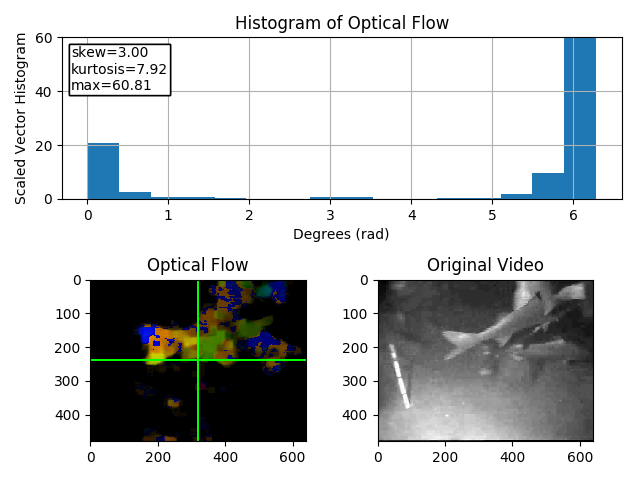 Histogram of Optical Flow
Scaled Vector Histogram
60
40
20
0
skew=3.00
kurtosis=7.92
max=60.81
0 1 2 3 4 5 6
Degrees (rad)
Optical Flow
0
100
200
300
400
0 200 400 600
Original Video
0
100
200
300
400
0 200 400 600